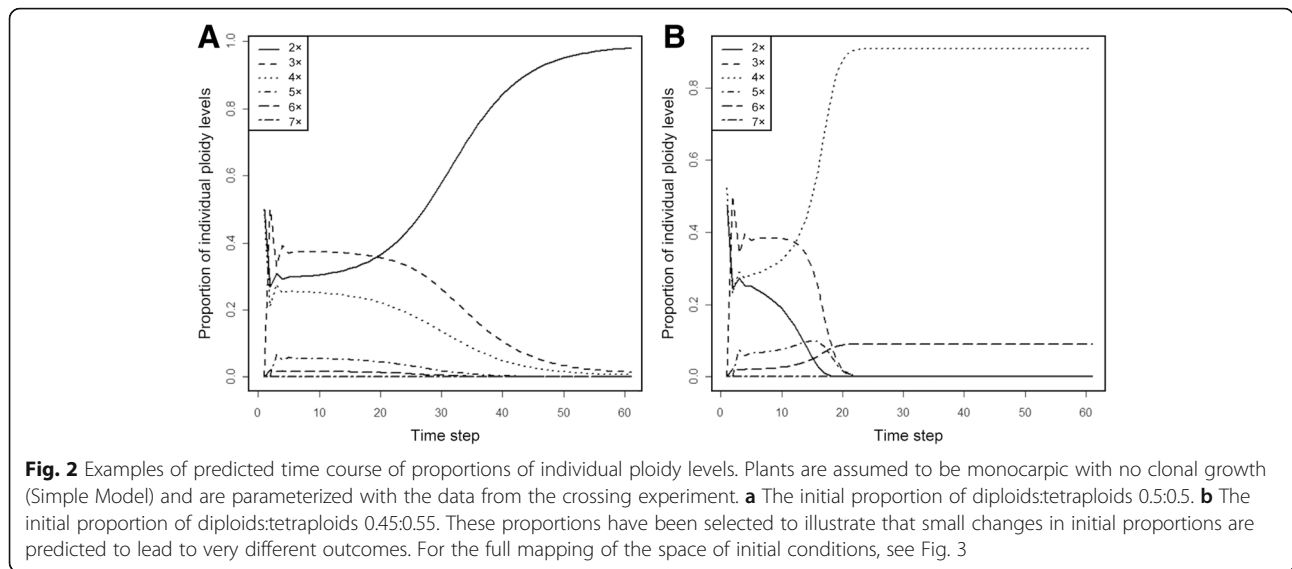 A
B
1.0
0.8
0.6
0.4
0.2
0.0
Proportion of individual ploidy levels
2×
3×
4×
5×
6×
7×
0 10 20 30 40 50 60
Time step
0.8
0.6
0.4
0.2
0.0
Proportion of individual ploidy levels
2×
3×
4×
5×
6×
7×
0 10 20 30 40 50 60
Time step
Fig. 2 Examples of predicted time course of proportions of individual ploidy levels. Plants are assumed to be monocarpic with no clonal growth
(Simple Model) and are parameterized with the data from the crossing experiment. a The initial proportion of diploids:tetraploids 0.5:0.5. b The
initial proportion of diploids:tetraploids 0.45:0.55. These proportions have been selected to illustrate that small changes in initial proportions are
predicted to lead to very different outcomes. For the full mapping of the space of initial conditions, see Fig. 3